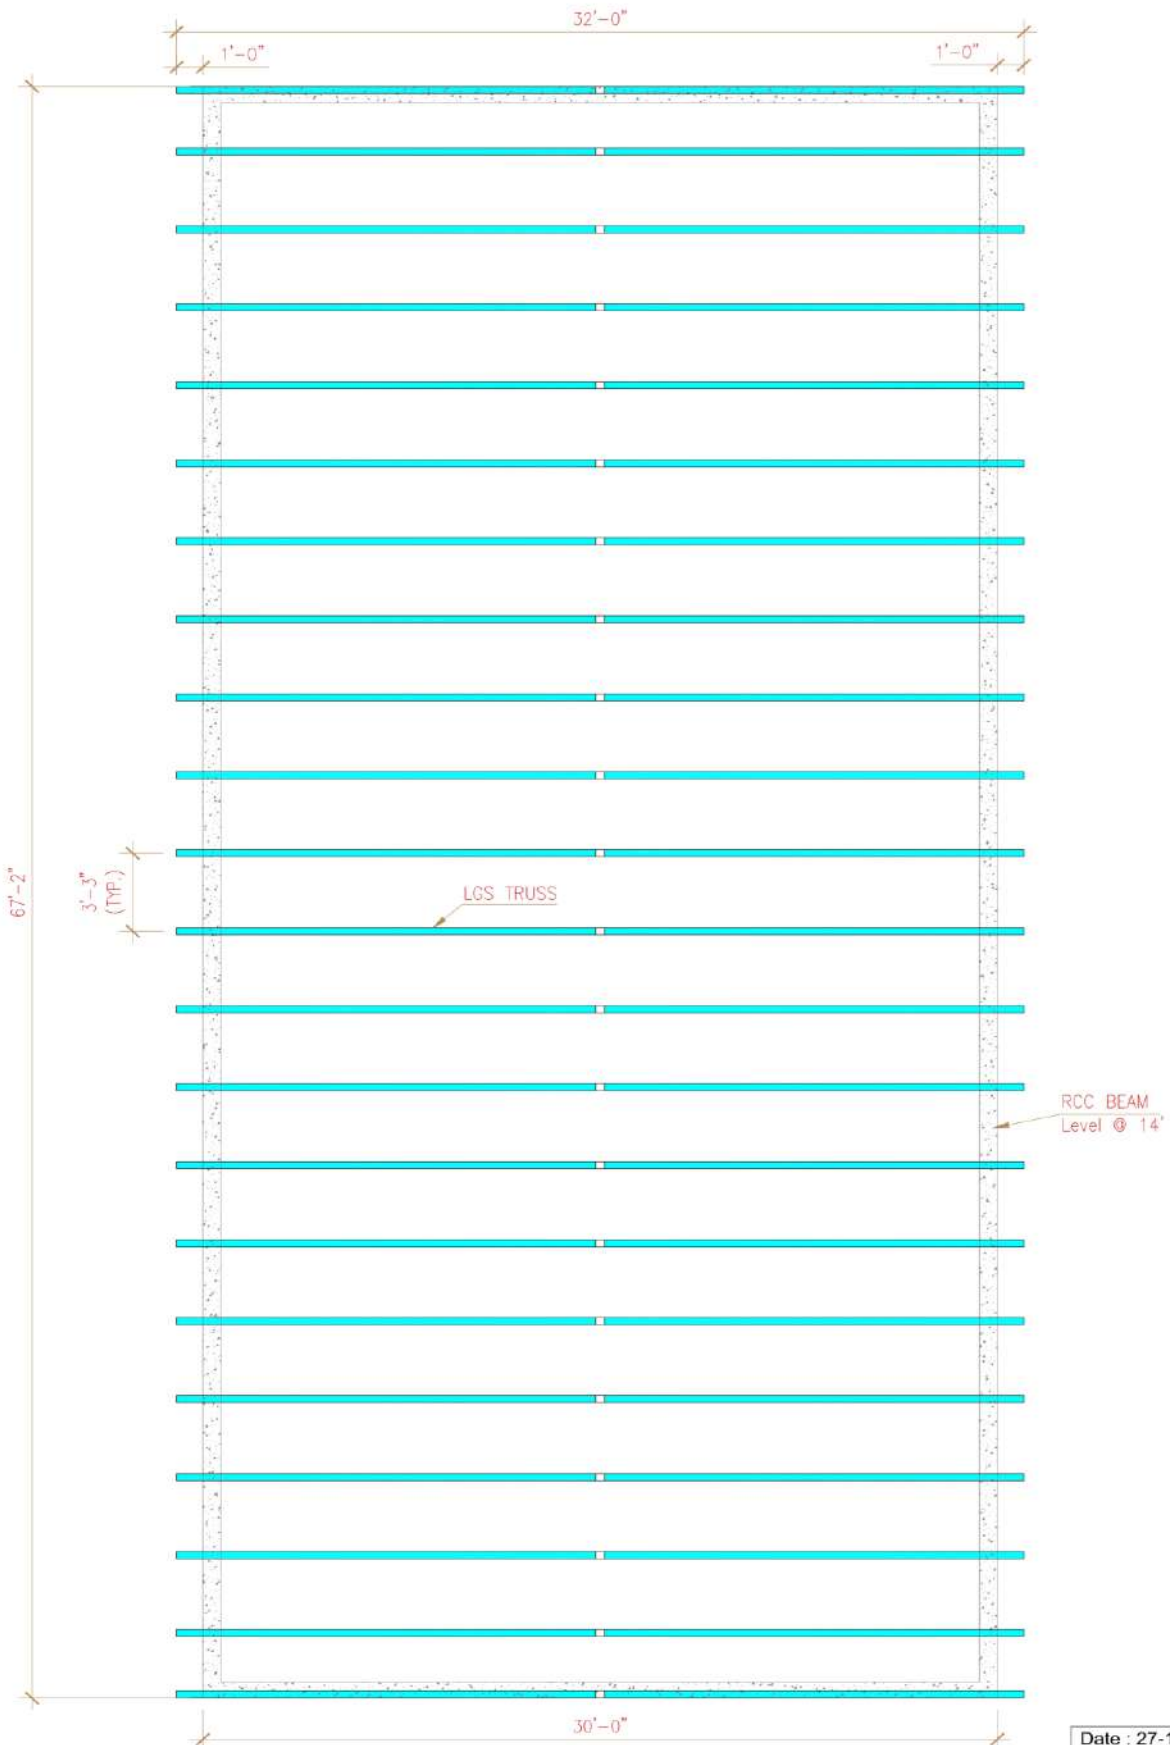 32'-0"
1'-0"
1'-0"
67'-2"
3'-3"
(TYP.)
LGS TRUSS
RCC BEAM
Level @ 14'
30'-0"
Date : 27-1